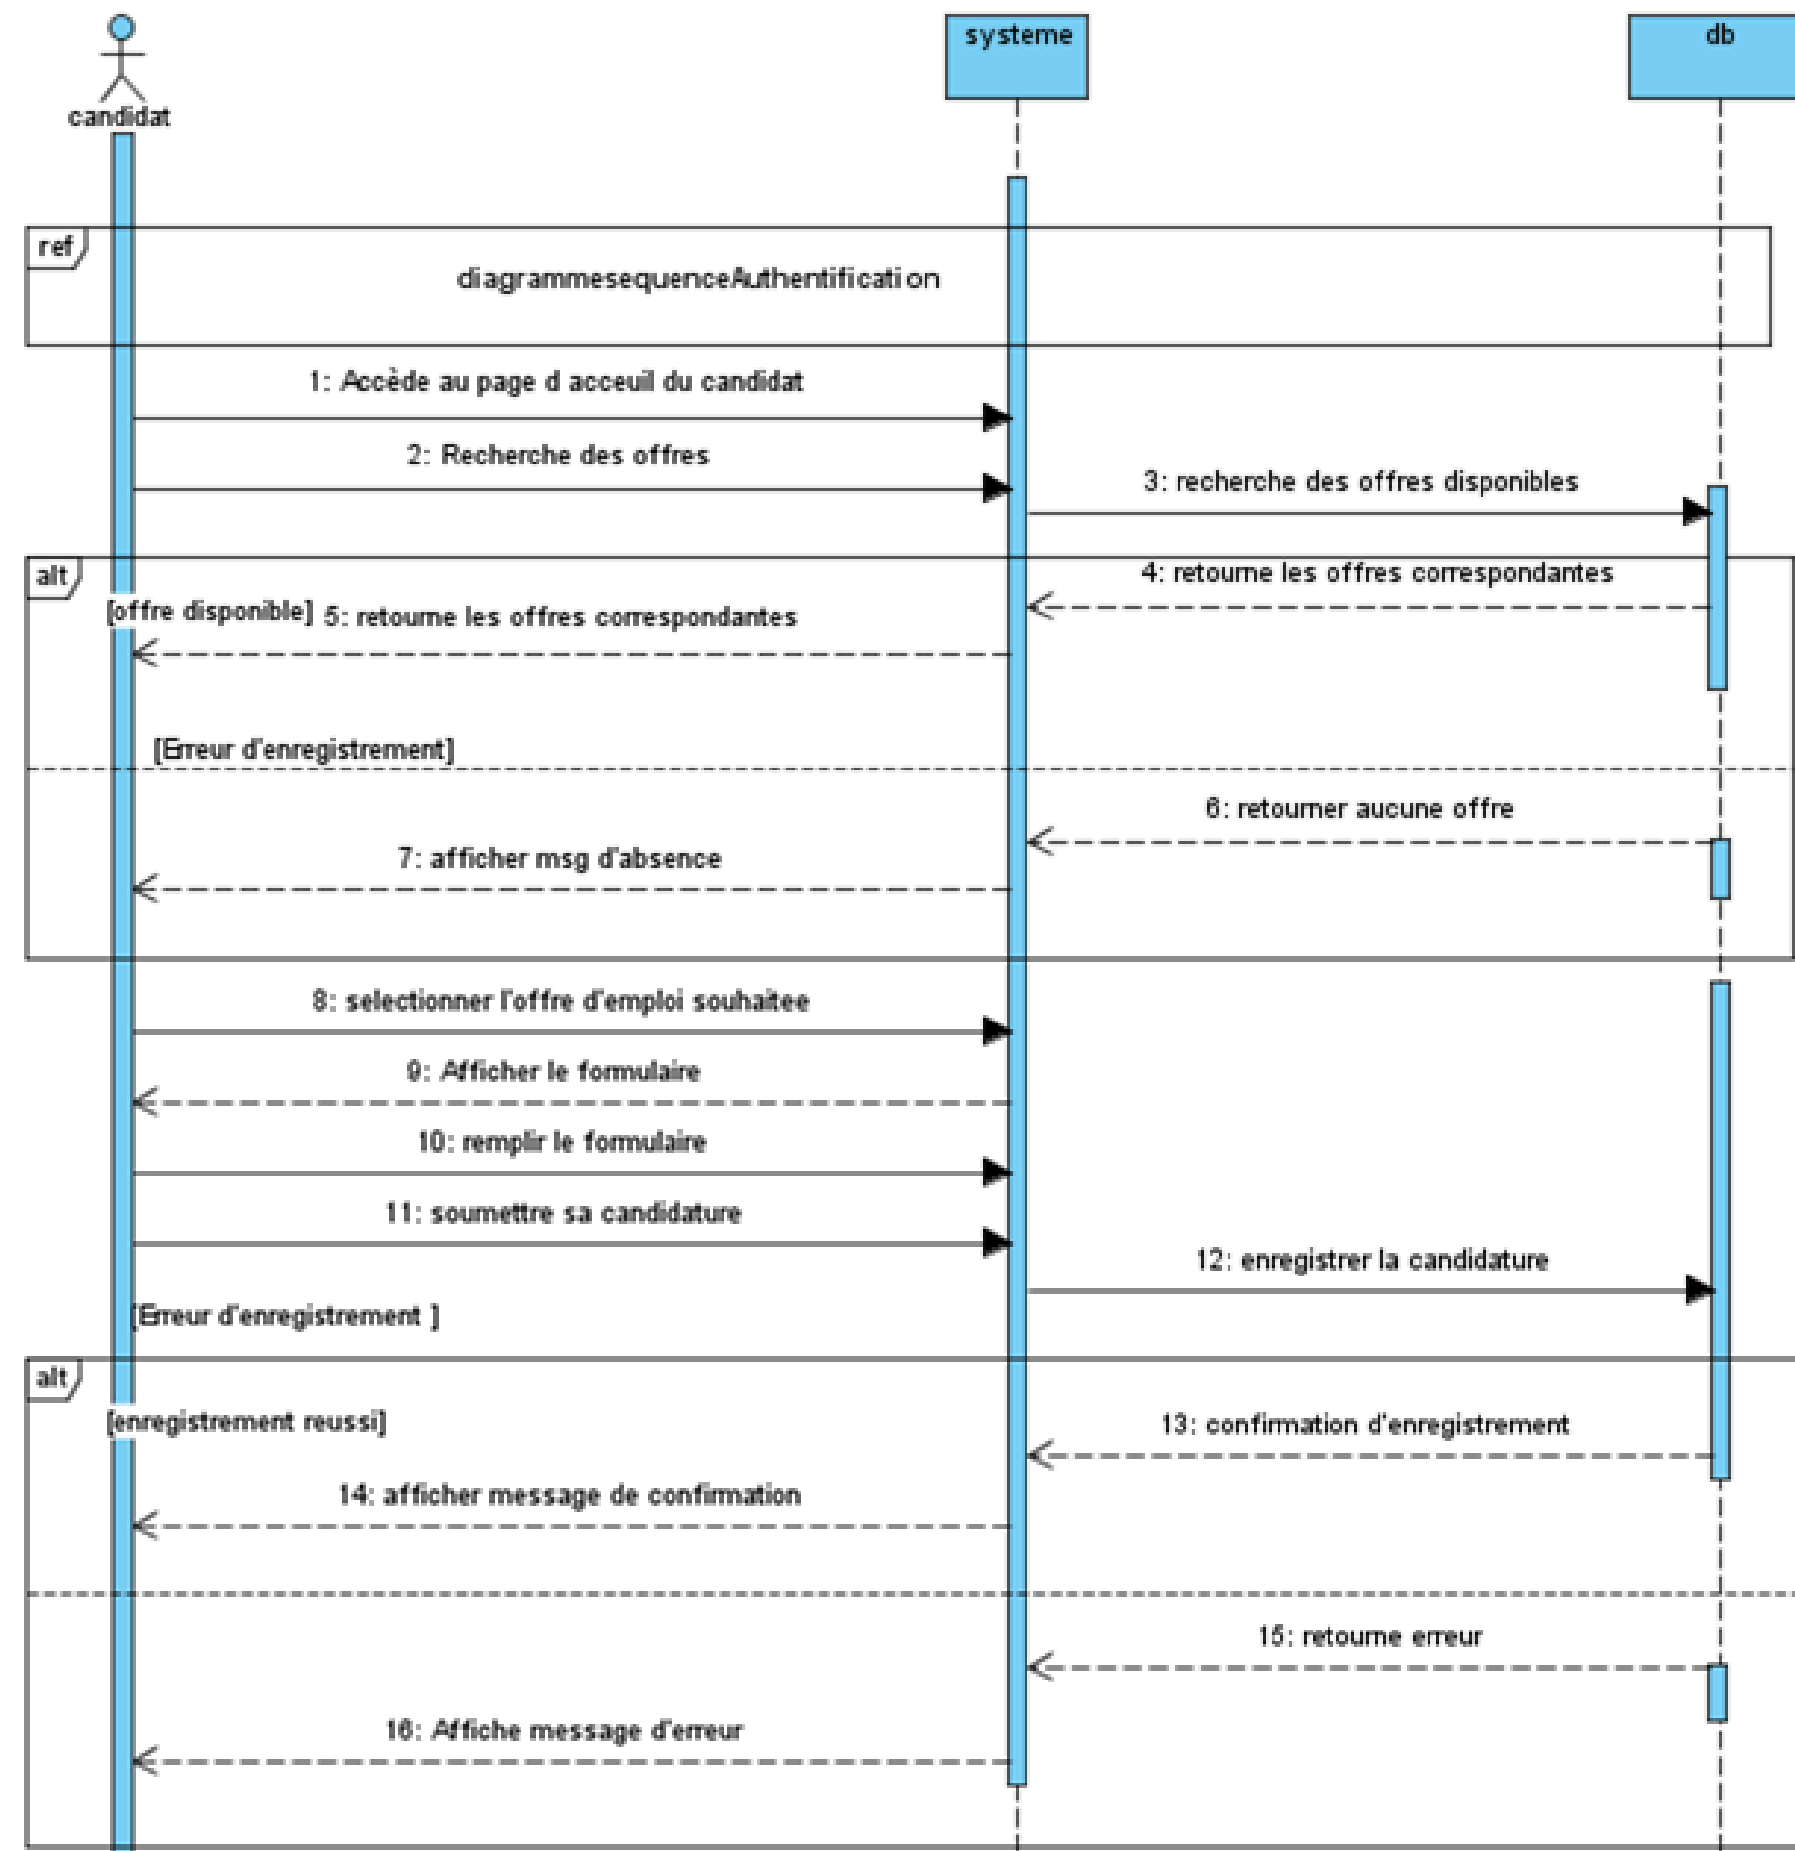 systeme
db
candidat
ref
diagrammesequenceAuthentification
1: Accède au page d acceuil du candidat
2: Recherche des offres
3: recherche des offres disponibles
alt
4: retourne les offres correspondantes
[offre disponible]
5: retourne les offres correspondantes
[Erreur d'enregistrement]
6: retourner aucune offre
7: afficher msg d'absence
8: selectionner l'offre d'emploi souhaitee
9: Afficher le formulaire
10: remplir le formulaire
11: soumettre sa candidature
12: enregistrer la candidature
[Erreur d'enregistrement ]
alt
[enregistrement reussi]
13: confirmation d'enregistrement
14: afficher message de confirmation
15: retourne erreur
16: Affiche message d'erreur